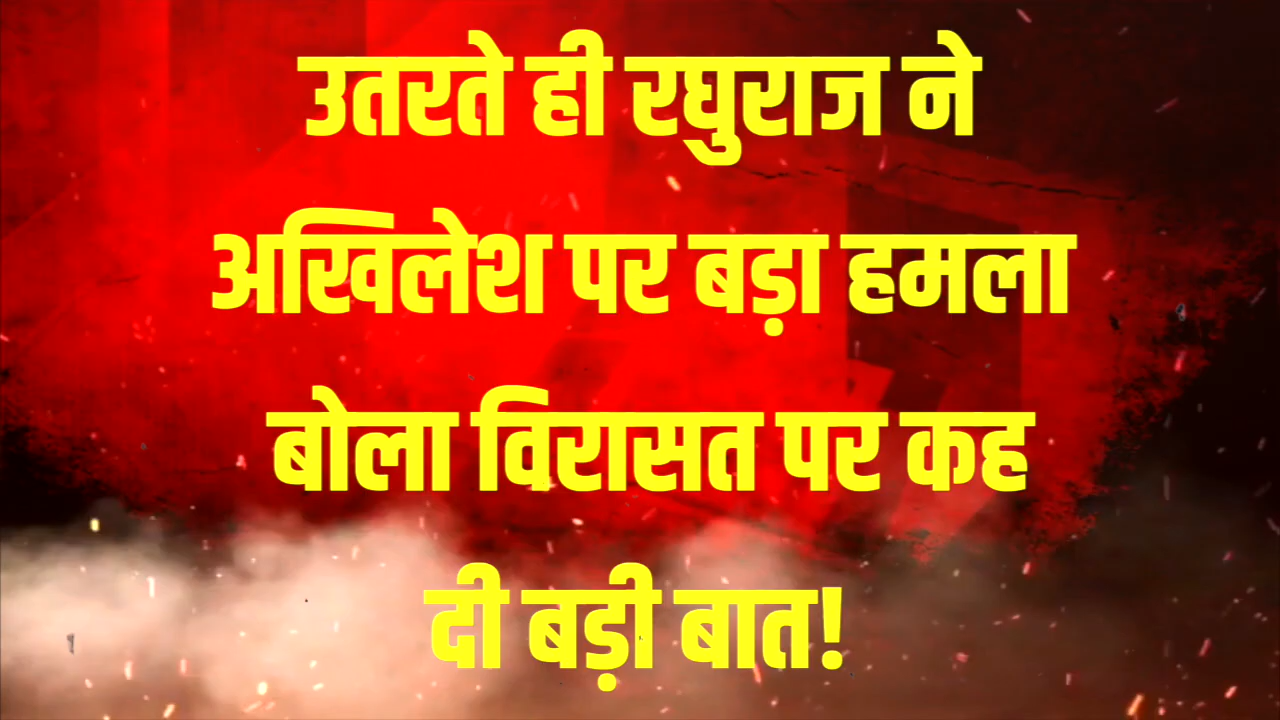 उतरते ही रघुराज ने
अखिलेश पर बड़ा हमला
बोला विरासत पर कह
दी बड़ी बात!